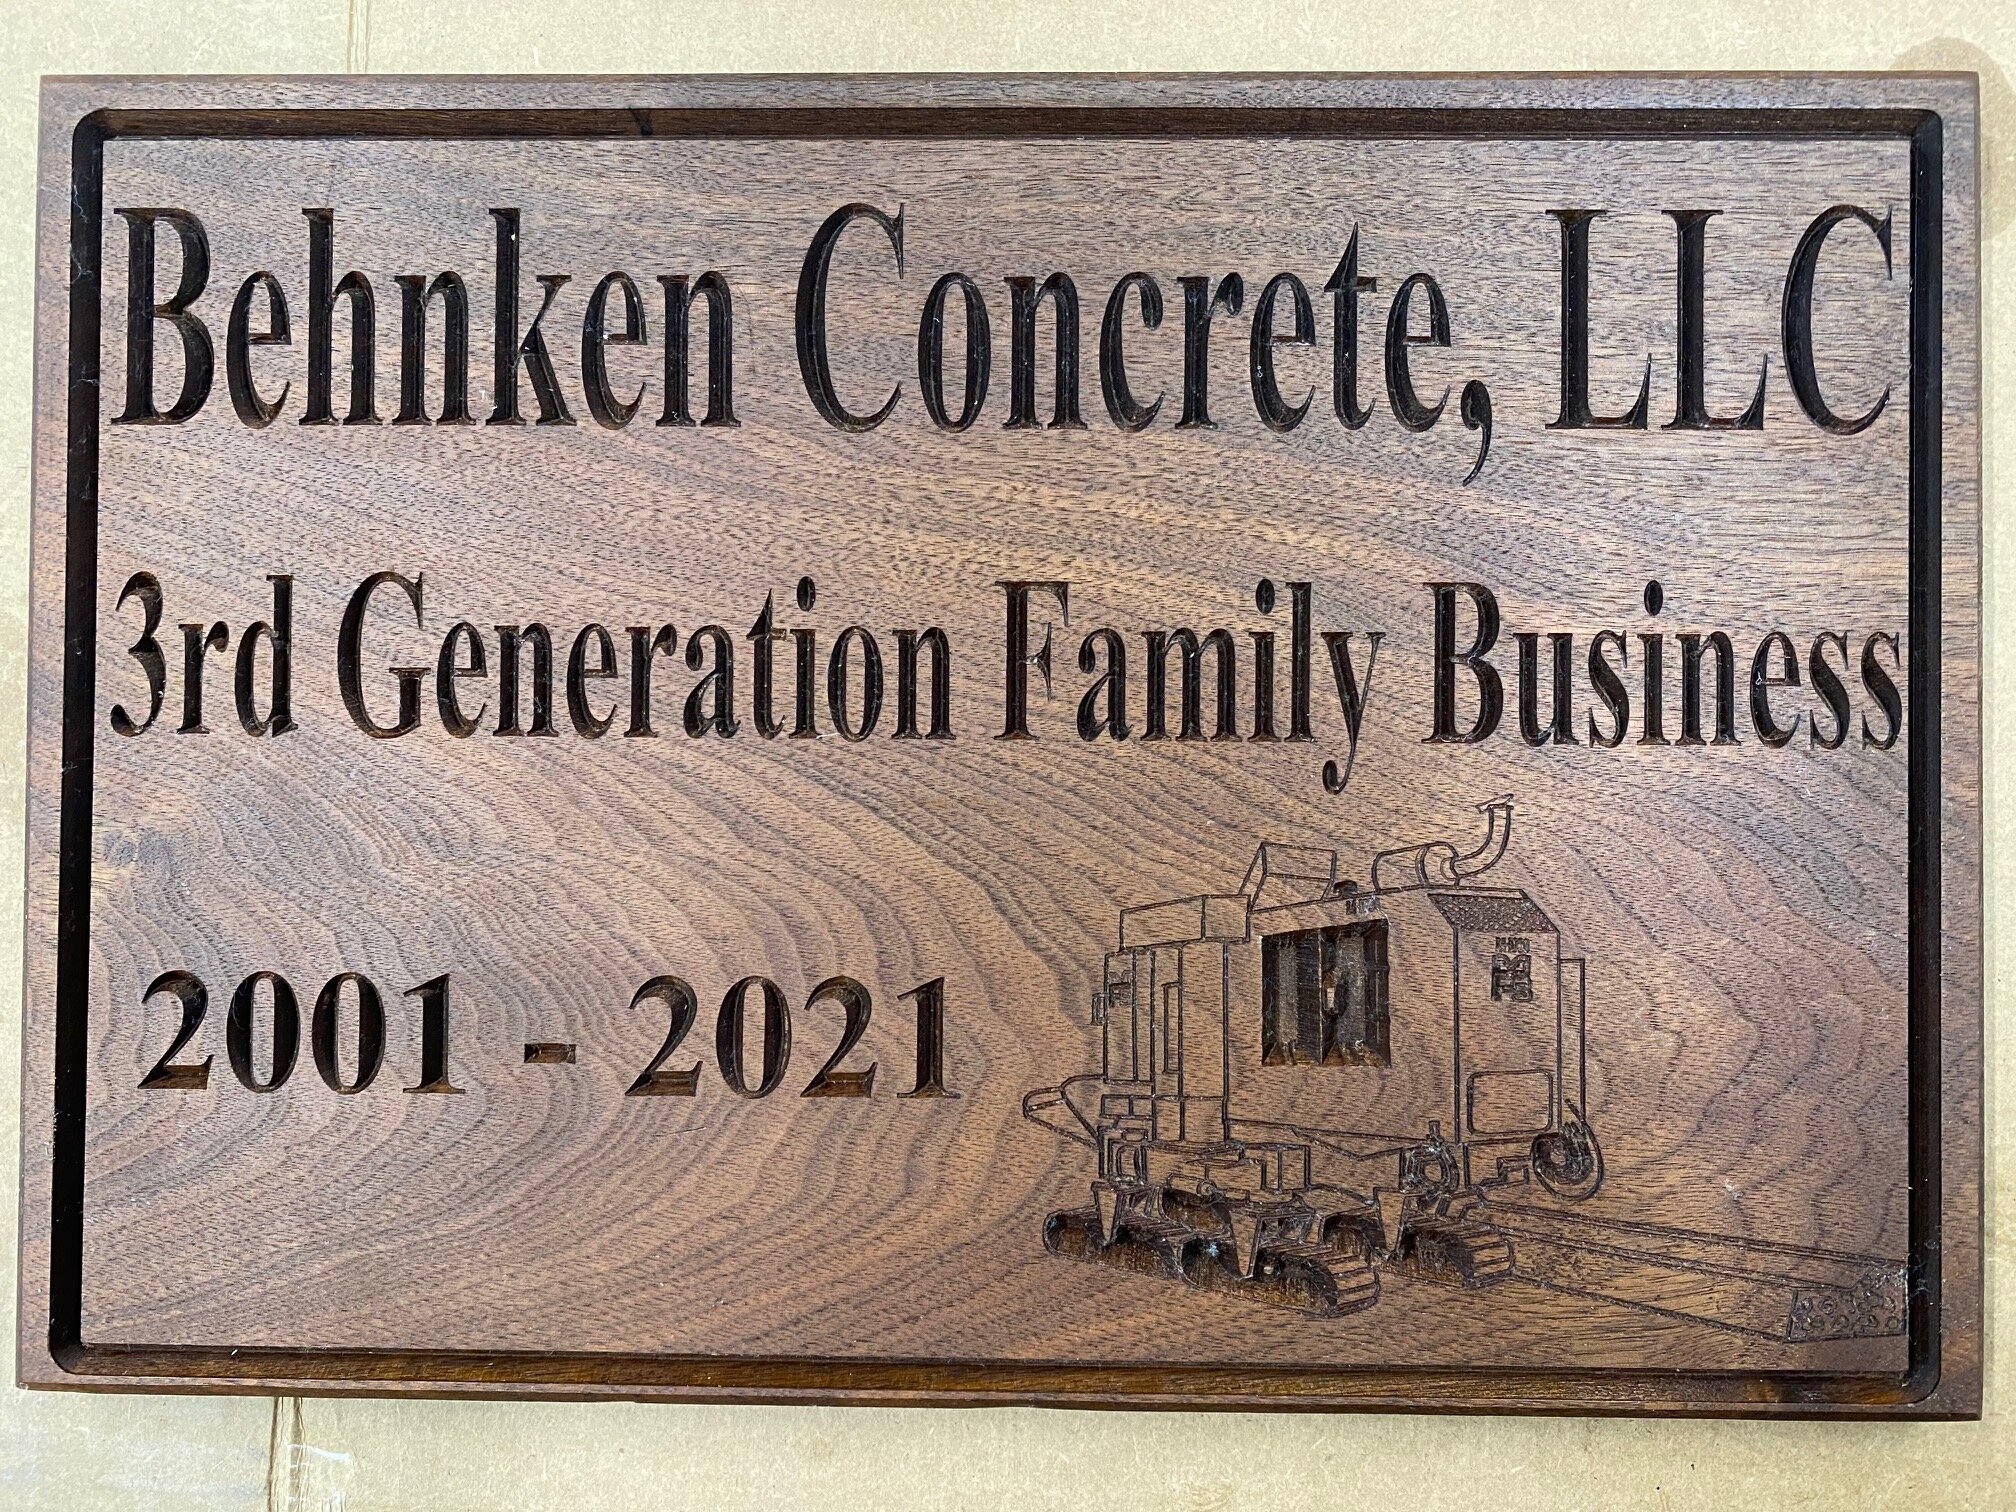 Behnken Concrete, LLC
3rd Generation Family Business
2001 - 2021